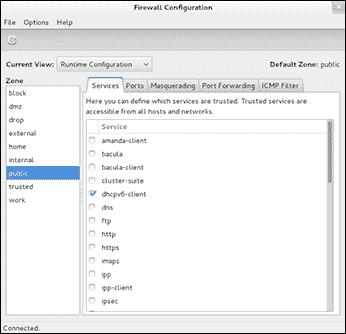 Firewall Configuration
File Options Help
Current View: Runtime Configuration Default Zone: public
Zone
block
dmz
drop
external
home
internal
public
trusted
work
Services Ports Masquerading Port Forwarding ICMP Filter
Here you can define which services are trusted. Trusted services are
accessible from all hosts and networks.
Service
amanda-client
bacula
bacula-client
cluster-suite
dhcpv6-client
dns
ftp
http
https
imaps
ipp
ipp-client
ipsec
Connected.